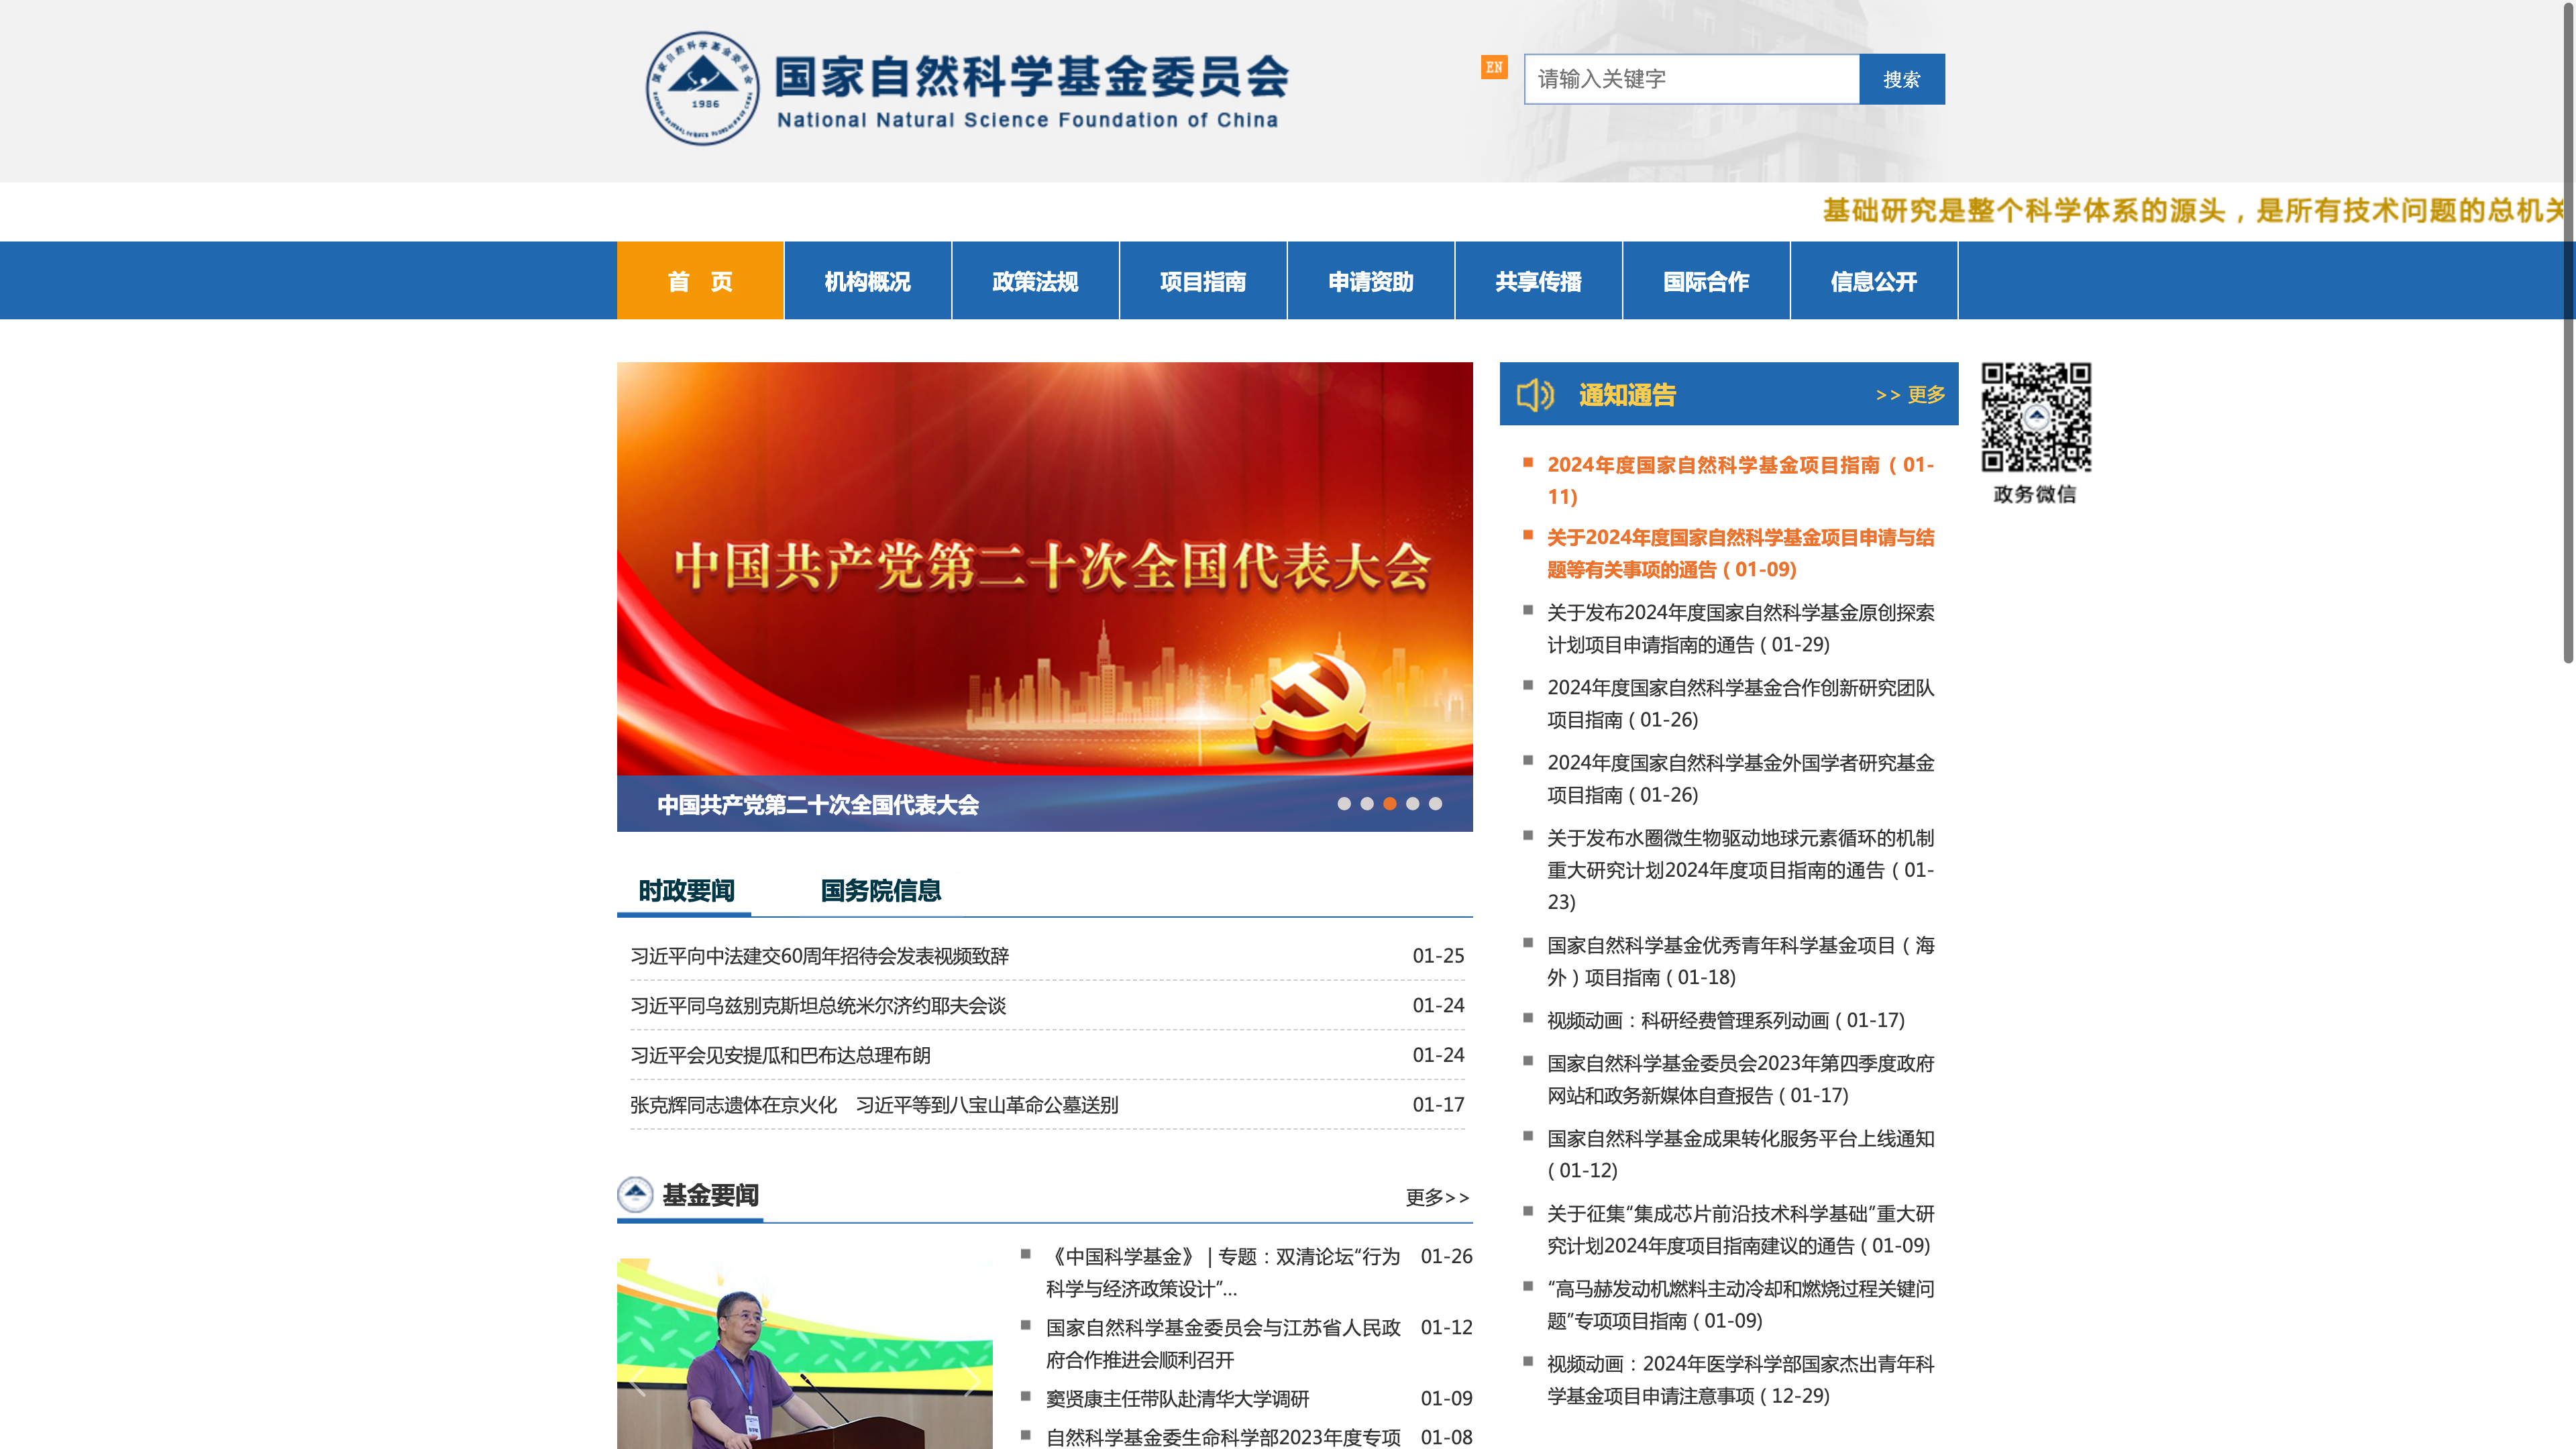 国家自然科学基金委员会
1986
国家自然科学基金委员会
National Natural Science Foundation of China
EN
请输入关键字
搜索
基础研究是整个科学体系的源头，是所有技术问题的总机关
首 页
机构概况
政策法规
项目指南
申请资助
共享传播
国际合作
信息公开
中国共产党第二十次全国代表大会
中国共产党第二十次全国代表大会
时政要闻
国务院信息
习近平向中法建交60周年招待会发表视频致辞 01-25
习近平同乌兹别克斯坦总统米尔济约耶夫会谈 01-24
习近平会见安提瓜和巴布达总理布朗 01-24
张克辉同志遗体在京火化 习近平等到八宝山革命公墓送别 01-17
基金要闻
更多>>
《中国科学基金》 | 专题：双清论坛“行为 01-26
科学与经济政策设计”...
国家自然科学基金委员会与江苏省人民政 01-12
府合作推进会顺利召开
窦贤康主任带队赴清华大学调研 01-09
自然科学基金委生命科学部2023年度专项 01-08
通知通告
>> 更多
2024年度国家自然科学基金项目指南 ( 01-
11)
关于2024年度国家自然科学基金项目申请与结
题等有关事项的通告 ( 01-09)
关于发布2024年度国家自然科学基金原创探索
计划项目申请指南的通告 ( 01-29)
2024年度国家自然科学基金合作创新研究团队
项目指南 ( 01-26)
2024年度国家自然科学基金外国学者研究基金
项目指南 ( 01-26)
关于发布水圈微生物驱动地球元素循环的机制
重大研究计划2024年度项目指南的通告 ( 01-
23)
国家自然科学基金优秀青年科学基金项目（海
外）项目指南 ( 01-18)
视频动画：科研经费管理系列动画 ( 01-17)
国家自然科学基金委员会2023年第四季度政府
网站和政务新媒体自查报告 ( 01-17)
国家自然科学基金成果转化服务平台上线通知
( 01-12)
关于征集“集成芯片前沿技术科学基础”重大研
究计划2024年度项目指南建议的通告 ( 01-09)
“高马赫发动机燃料主动冷却和燃烧过程关键问
题”专项项目指南 ( 01-09)
视频动画：2024年医学科学部国家杰出青年科
学基金项目申请注意事项 ( 12-29)
政务微信